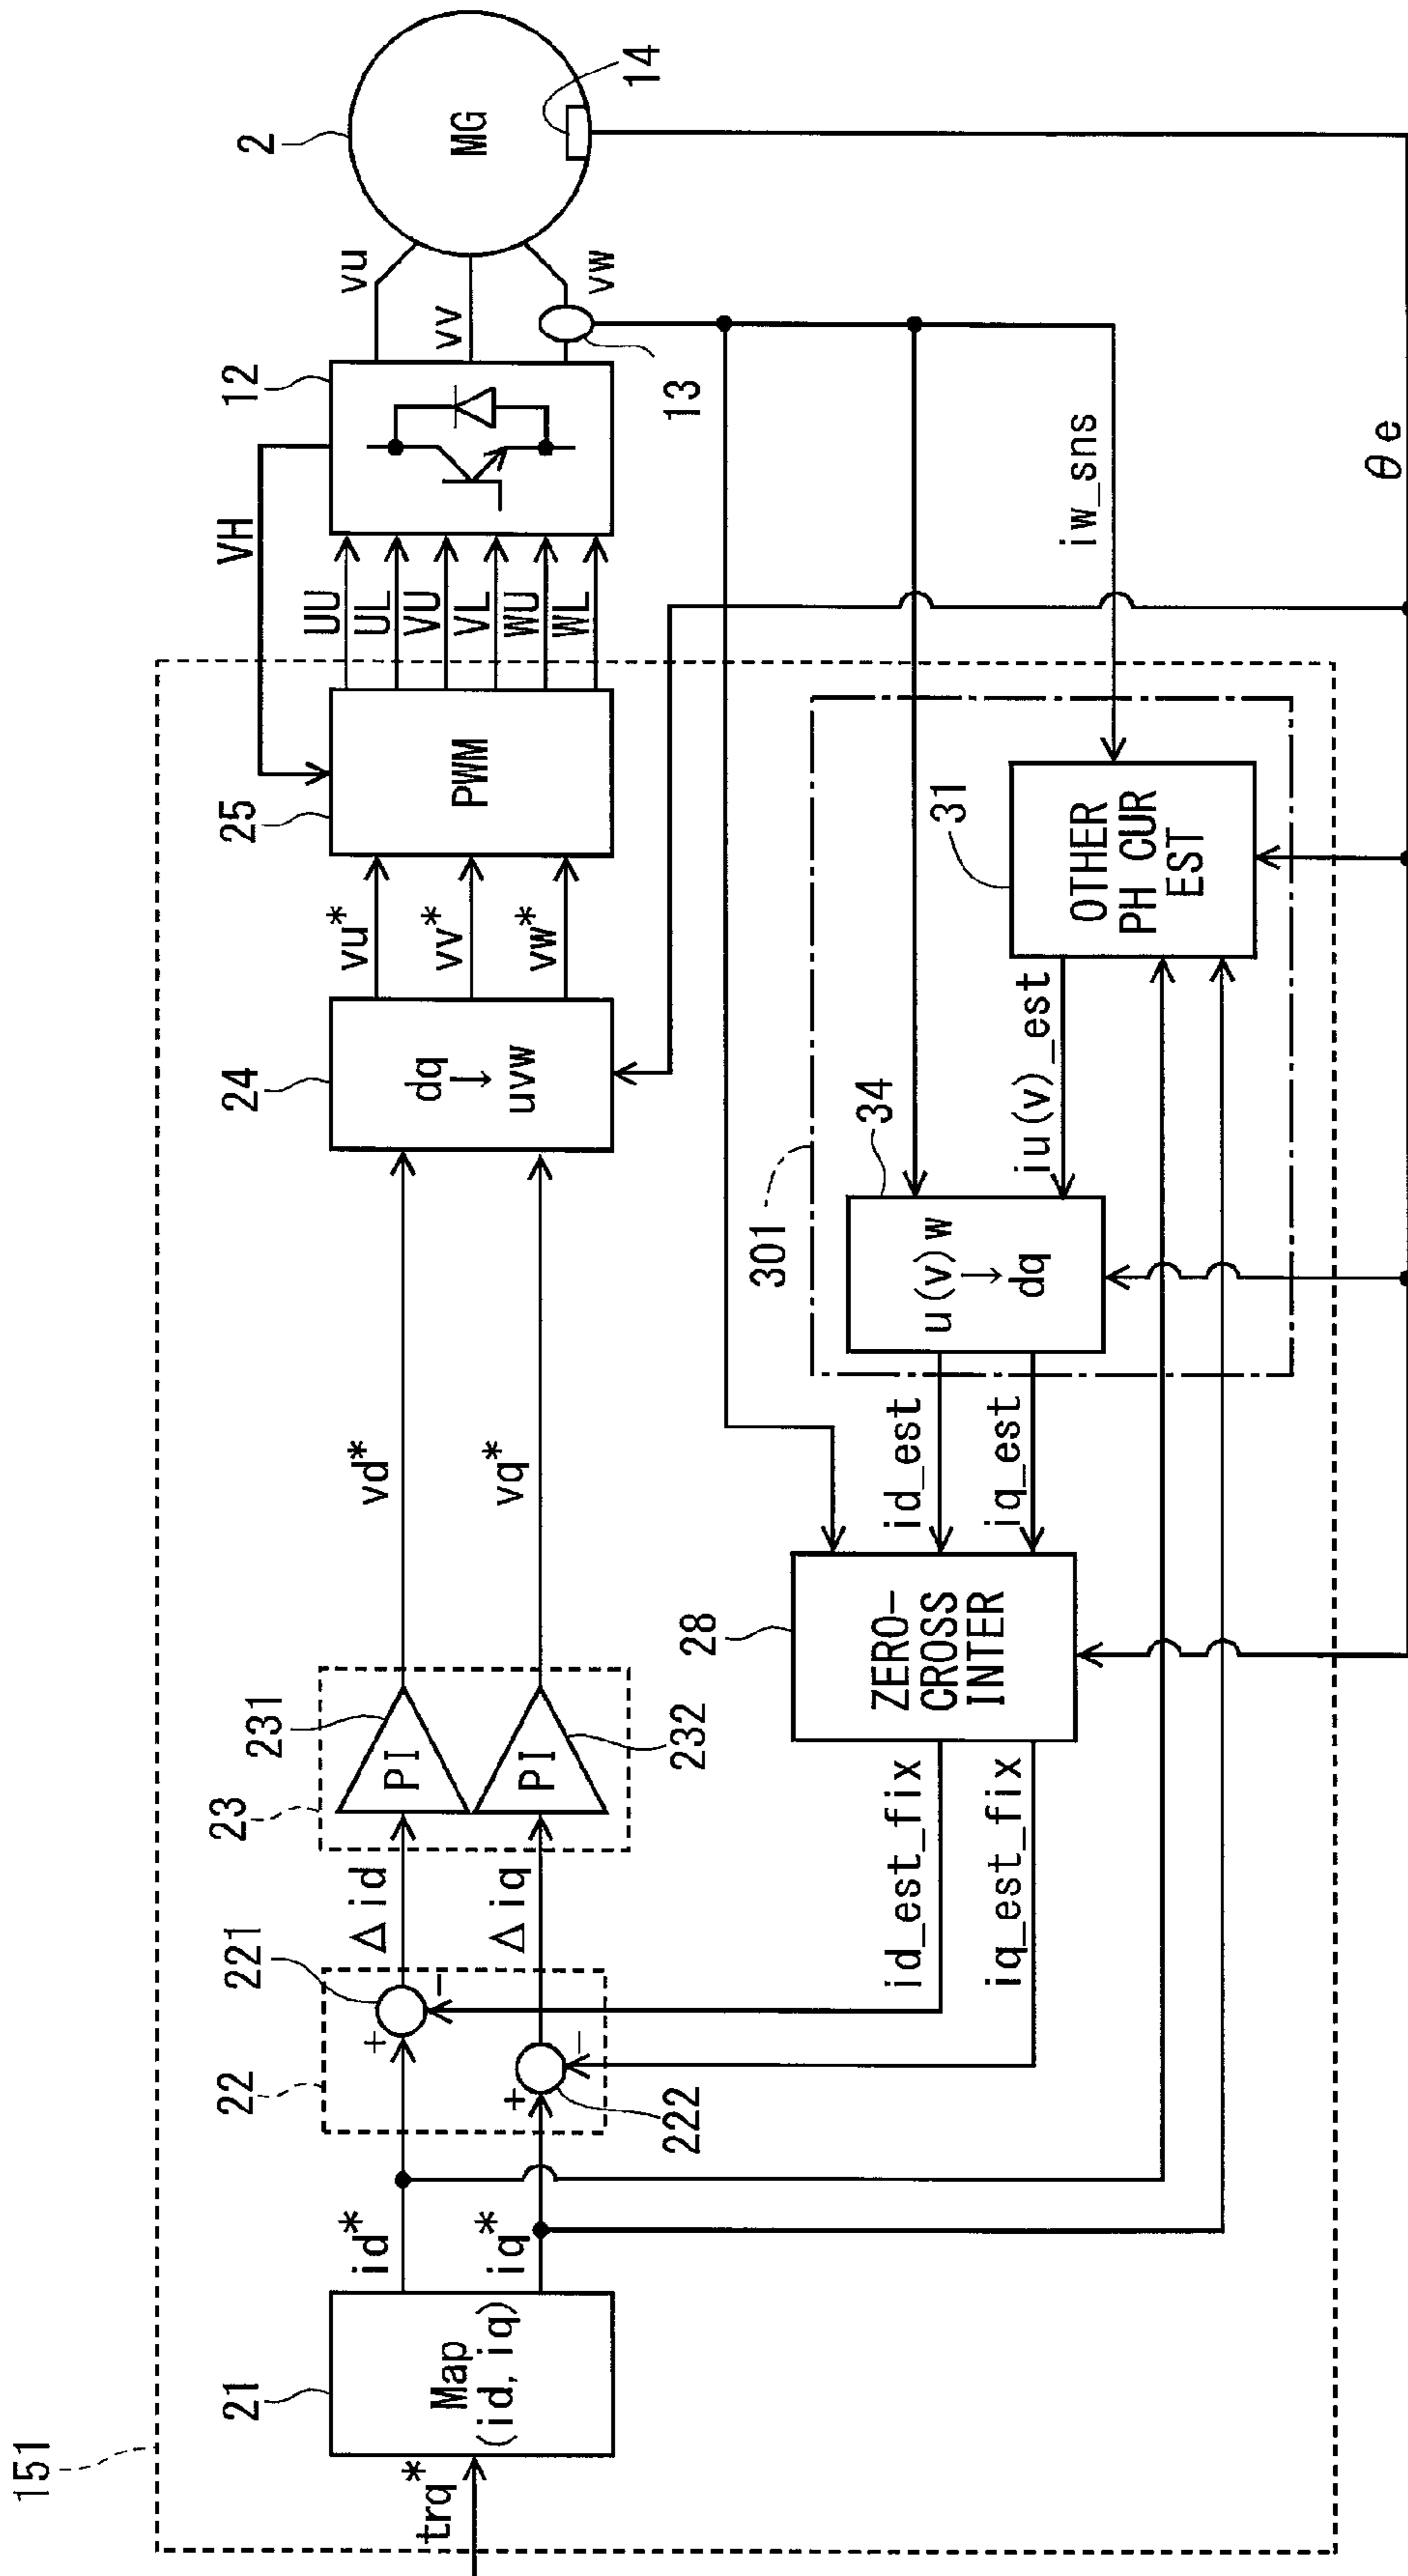 151
trq*
21
Map
(id, iq)
id*
iq*
22
221
222
+
-
+
-
Δid
Δiq
23
231
232
PI
PI
vd*
vq*
24
dq
→
uvw
vu*
vv*
vw*
25
PWM
VH
UU
UL
VU
VL
WU
WL
12
vu
vv
vw
13
2
MG
14
id_est_fix
iq_est_fix
28
ZERO-
CROSS
INTER
id_est
iq_est
301
34
u(v)w
→
dq
iu(v)_est
31
OTHER
PH CUR
EST
iw_sns
θe